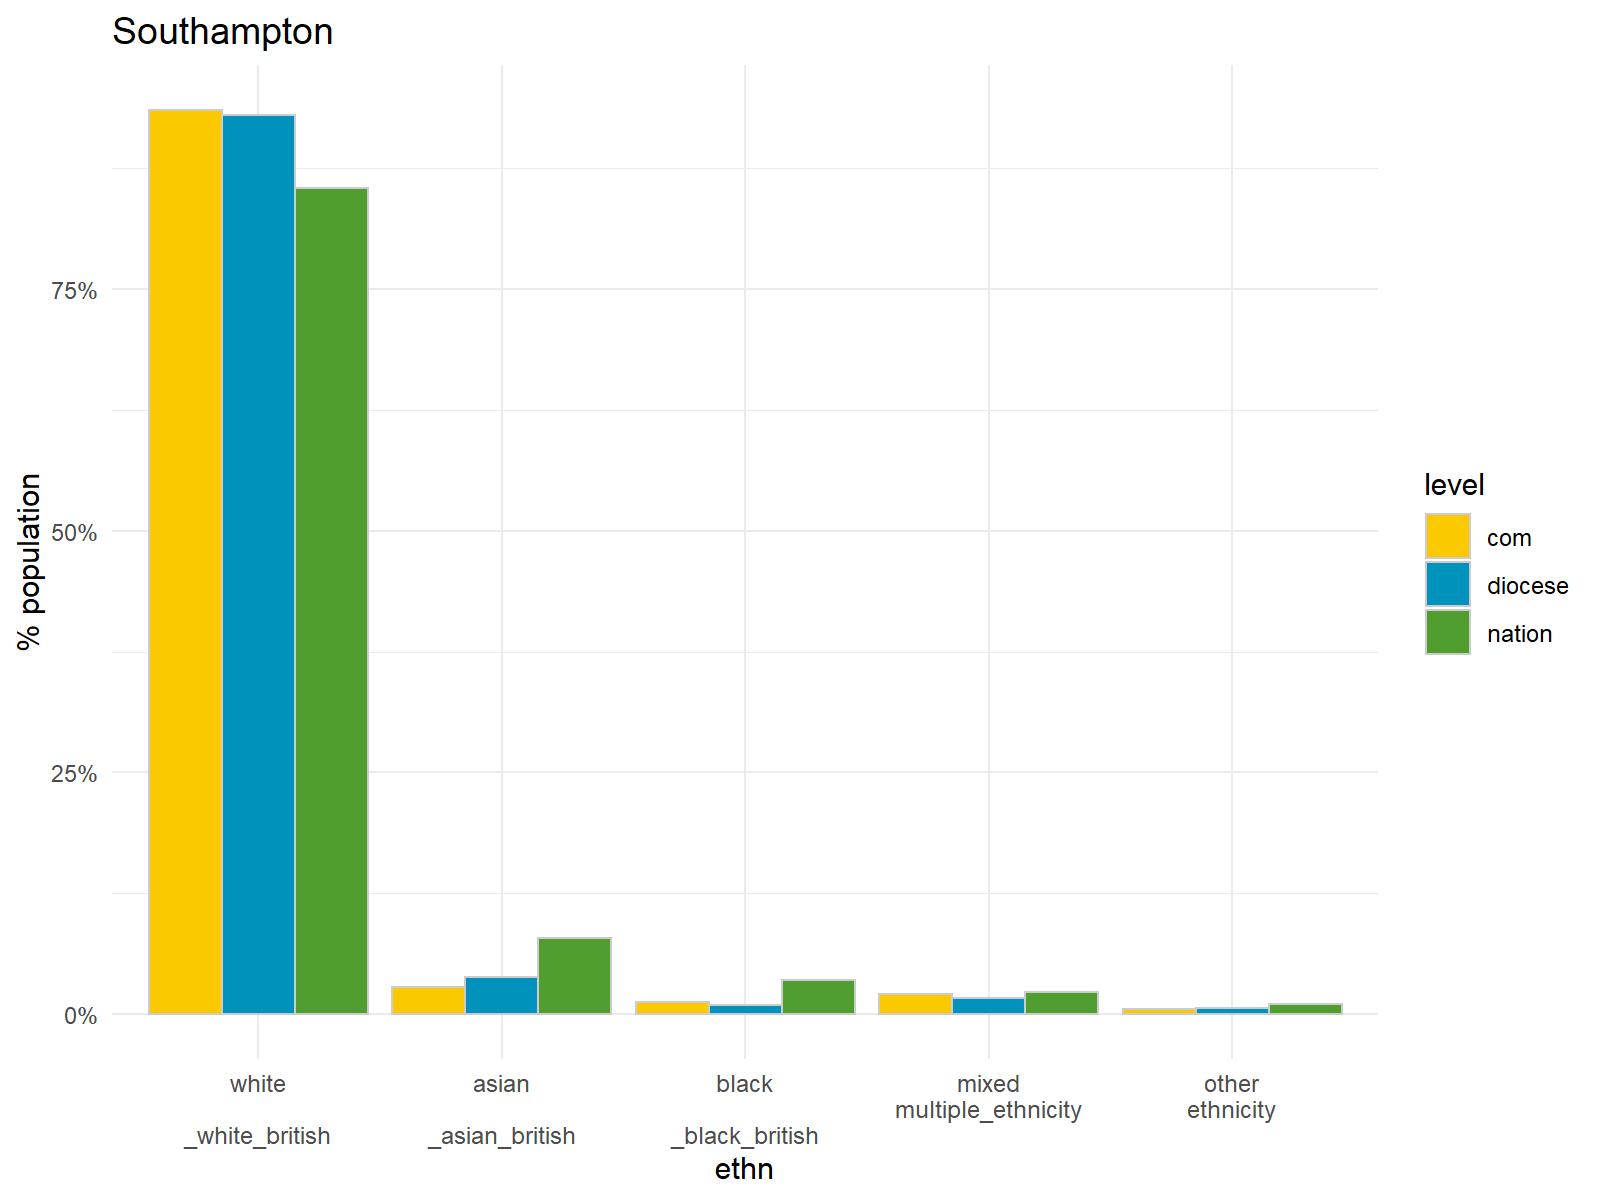 Southampton
% population
75%
50%
25%
0%
white
_white_british
asian
_asian_british
black
_black_british
mixed
multiple_ethnicity
other
ethnicity
ethn
level
com
diocese
nation